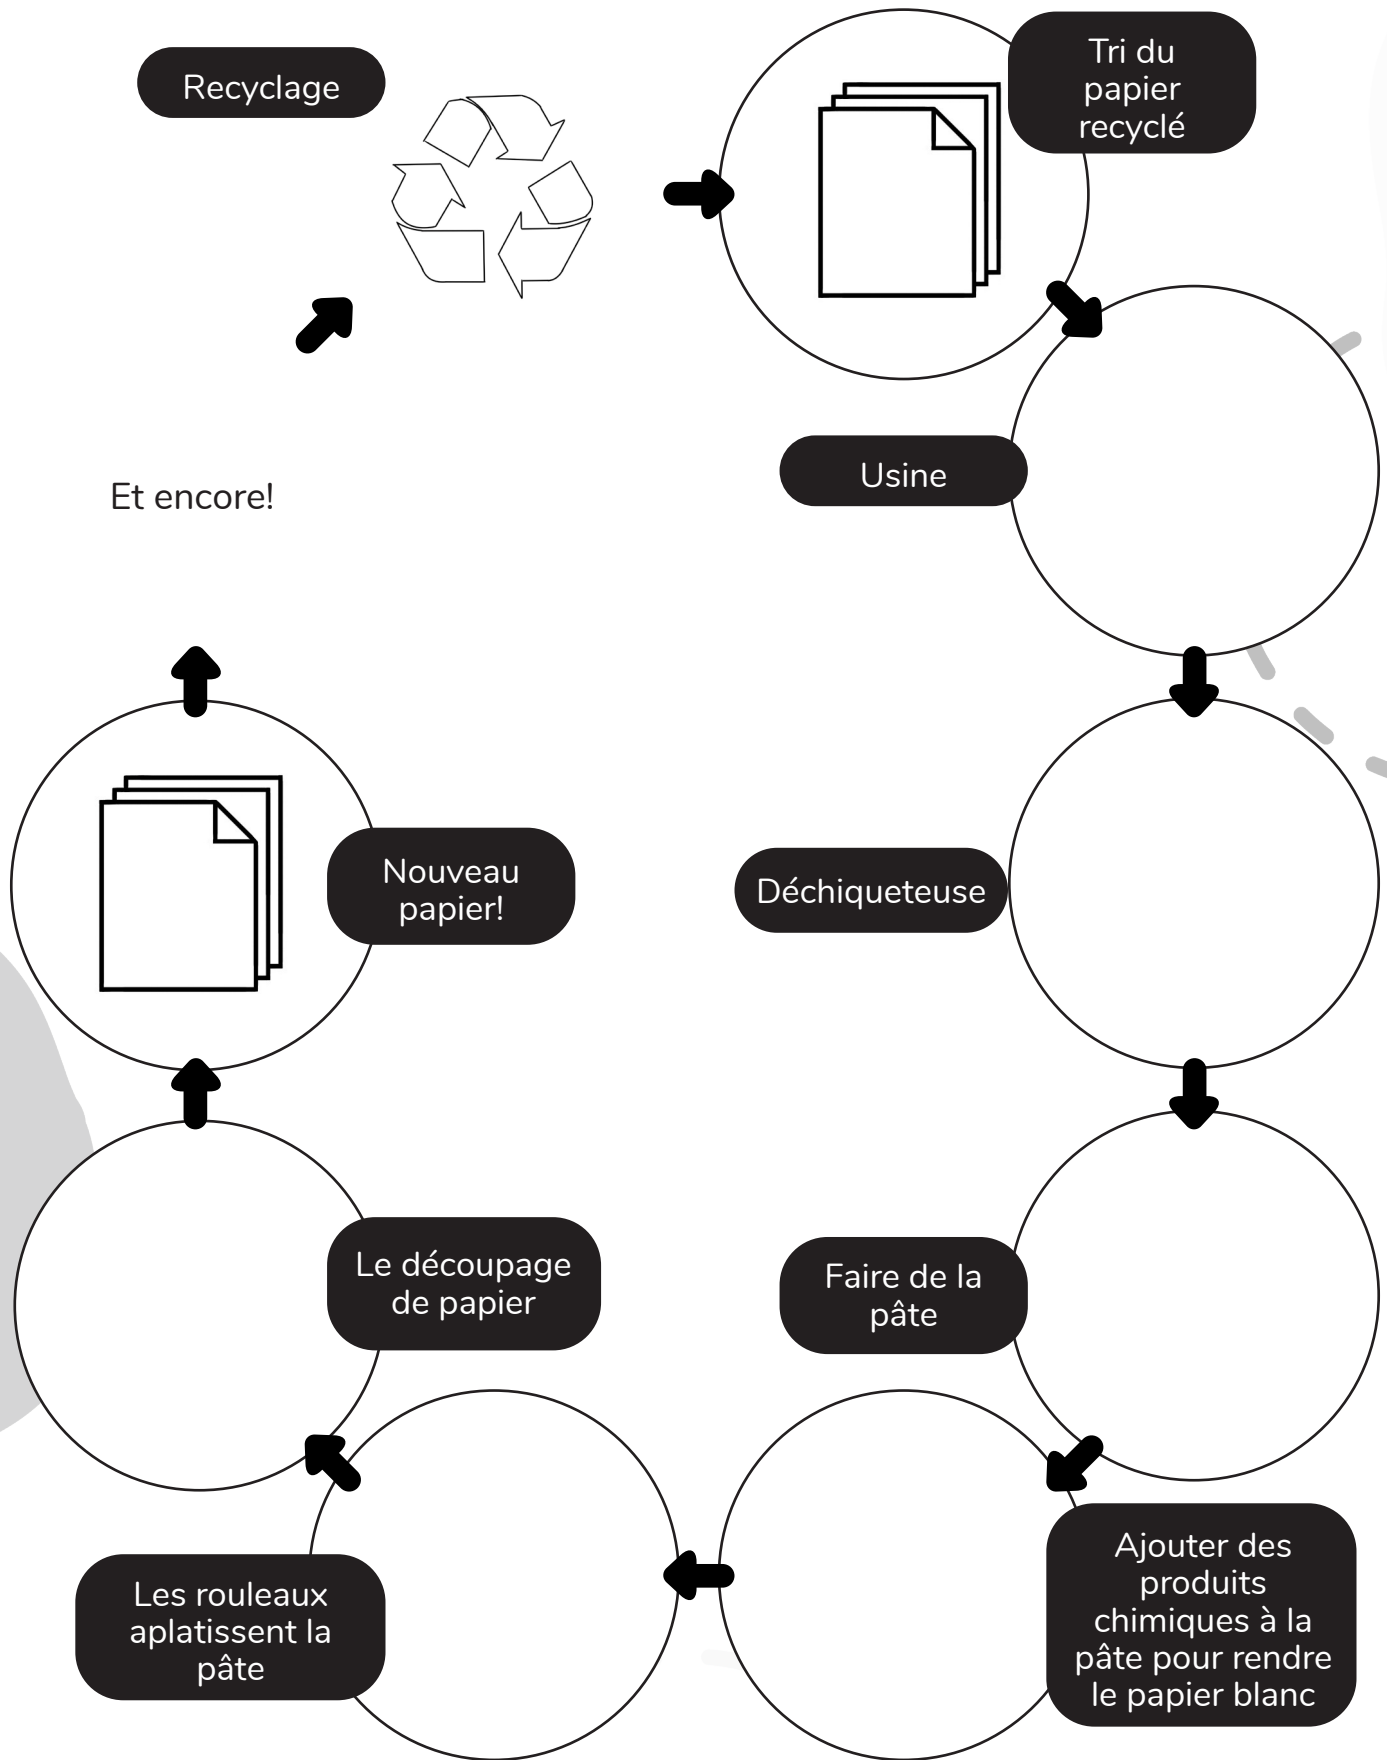 Recyclage
Tri du
papier
recyclé
Usine
Déchiqueteuse
Faire de la
pâte
Ajouter des
produits
chimiques à la
pâte pour rendre
le papier blanc
Les rouleaux
aplatissent la
pâte
Le découpage
de papier
Nouveau
papier!
Et encore!